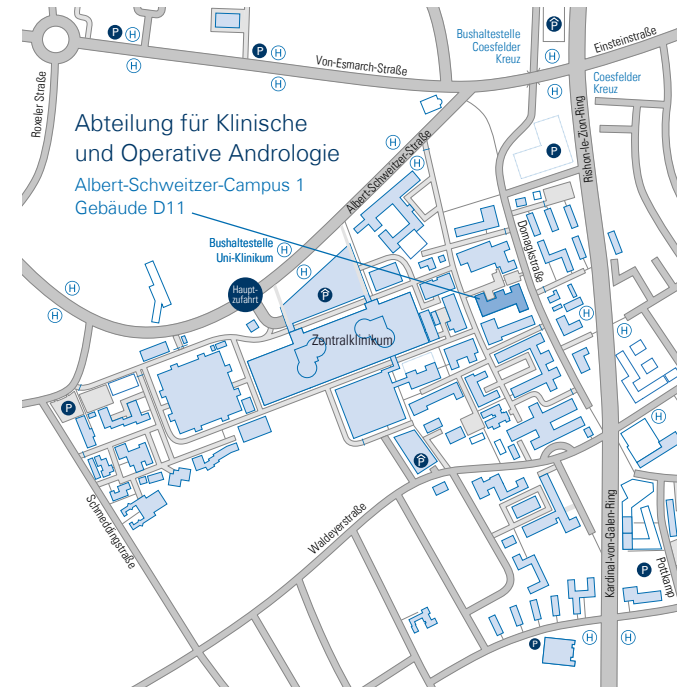 P
H
H
P
H
H
H
Von-Esmarch-Straße
Roxeler Straße
Bushaltestelle
Coesfelder
Kreuz
P
Einsteinstraße
H
H
H
Coesfelder
Kreuz
H
Abteilung für Klinische
und Operative Andrologie
Albert-Schweitzer-Campus 1
Gebäude D11
Albert-Schweitzer-Straße
H
H
P
Rishon-le-Zion-Ring
Domagkstraße
Bushaltestelle
Uni-Klinikum
H
H
H
H
Haupt-
zufahrt
P
Zentralklinikum
H
H
P
H
P
Schmeddingstraße
Waldeyerstraße
Kardinal-von-Galen-Ring
P
Pottkamp
P
H
H